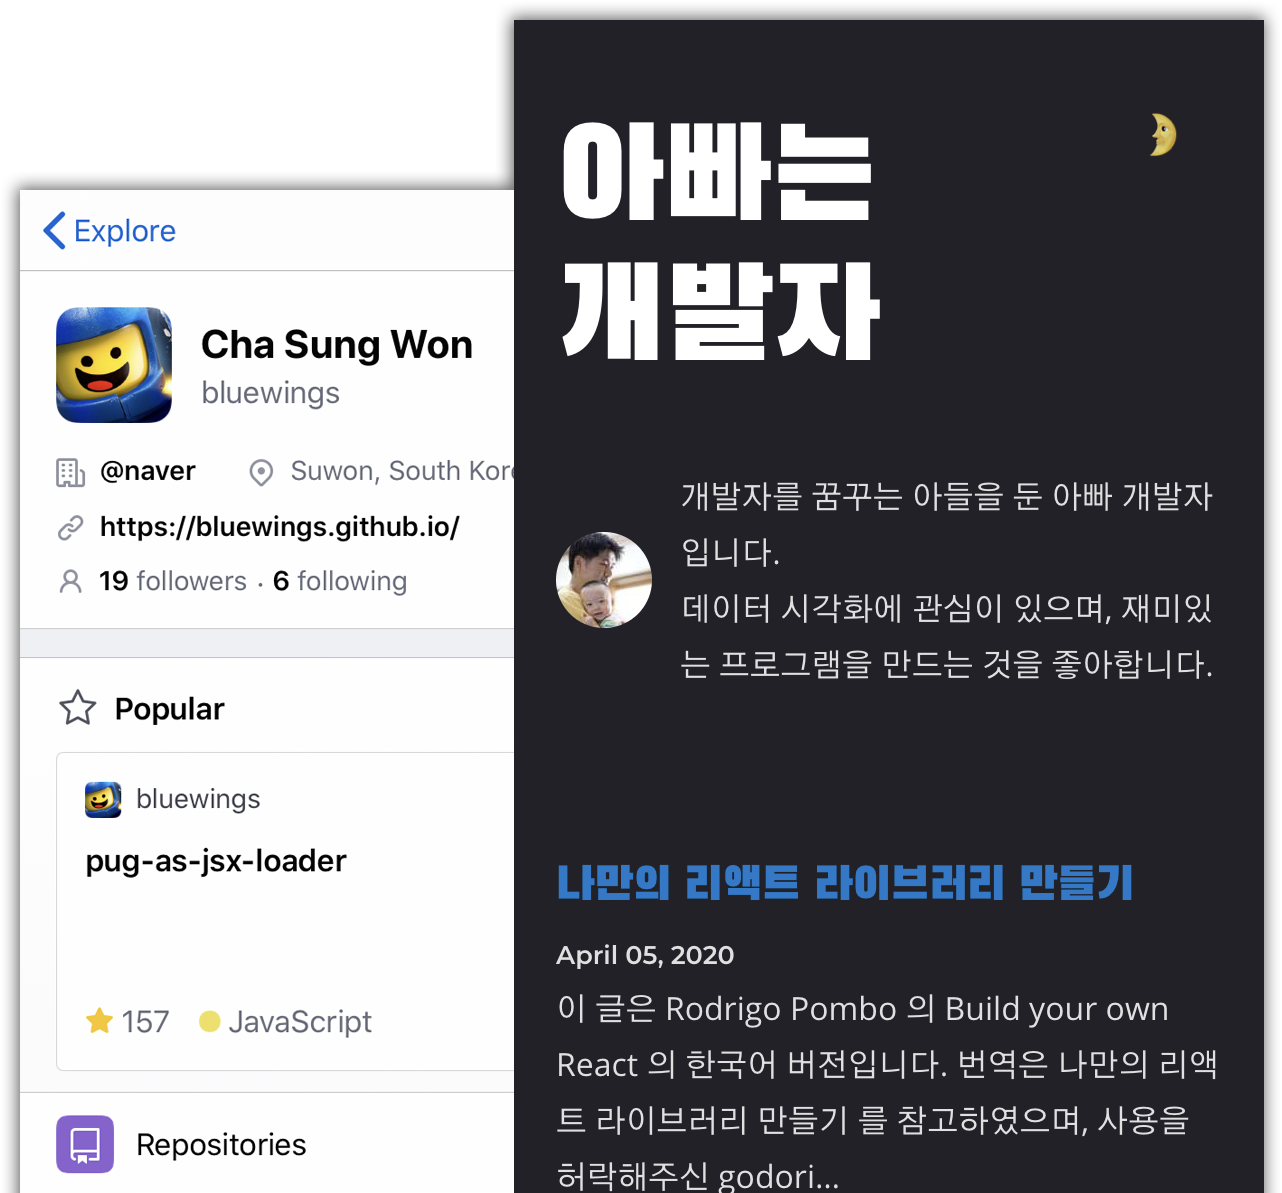 Explore
Cha Sung Won
bluewings
@naver
Suwon, South
https://bluewings.github.io/
19 followers · 6 following
Popular
bluewings
pug-as-jsx-loader
157
JavaScript
Repositories
아빠는
개발자
개발자를 꿈꾸는 아들을 둔 아빠 개발자
입니다.
데이터 시각화에 관심이 있으며, 재미있
는 프로그램을 만드는 것을 좋아합니다.
나만의 리액트 라이브러리 만들기
April 05, 2020
이 글은 Rodrigo Pombo 의 Build your own
React 의 한국어 버전입니다. 번역은 나만의 리액
트 라이브러리 만들기 를 참고하였으며, 사용을
허락해주신 godori...